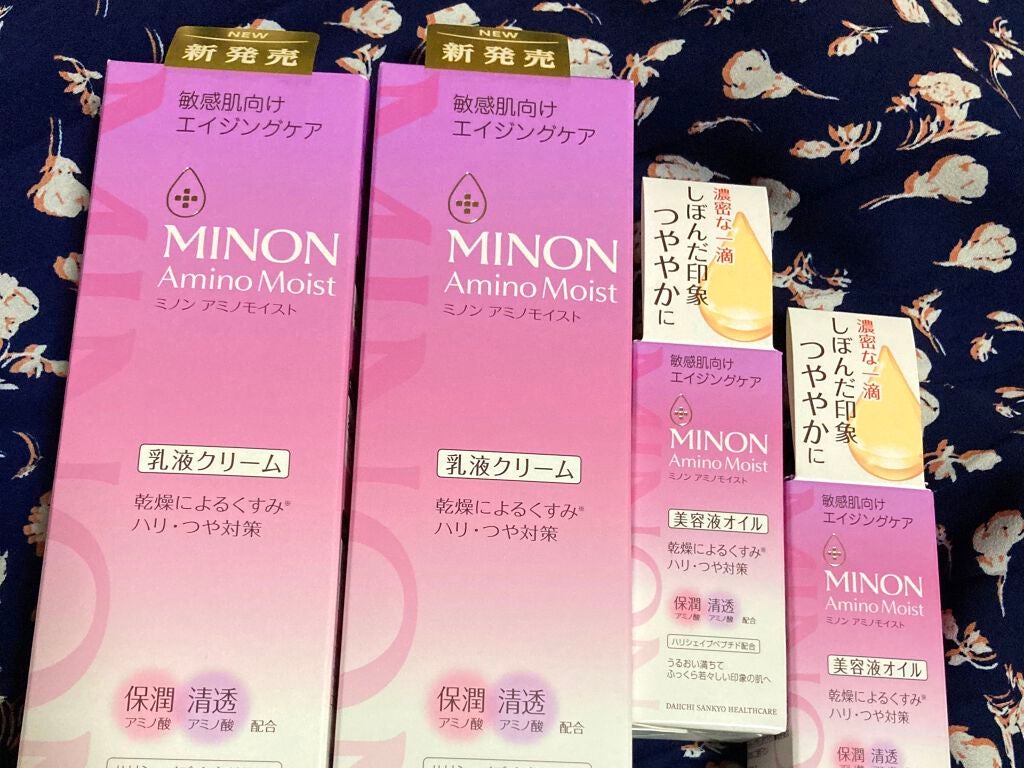 NEW
新発売
敏感肌向け
エイジングケア
MINON
Amino Moist
ミノン アミノモイスト
乳液クリーム
乾燥によるくすみ※
ハリ・つや対策
保潤 清透
アミノ酸 アミノ酸 配合
NEW
新発売
敏感肌向け
エイジングケア
MINON
Amino Moist
ミノン アミノモイスト
乳液クリーム
乾燥によるくすみ※
ハリ・つや対策
保潤 清透
アミノ酸 アミノ酸 配合
濃密な一滴
しぼんだ印象
つややかに
敏感肌向け
エイジングケア
MINON
Amino Moist
ミノン アミノモイスト
美容液オイル
乾燥によるくすみ※
ハリ・つや対策
保潤 清透
アミノ酸 アミノ酸 配合
ハリシェイプペプチド配合
うるおい満ちて
ふっくら若々しい印象の肌へ
DAIICHI SANKYO HEALTHCARE
濃密な一滴
しぼんだ印象
つややかに
敏感肌向け
エイジングケア
MINON
Amino Moist
ミノン アミノモイスト
美容液オイル
乾燥によるくすみ※
ハリ・つや対策
保潤 清透